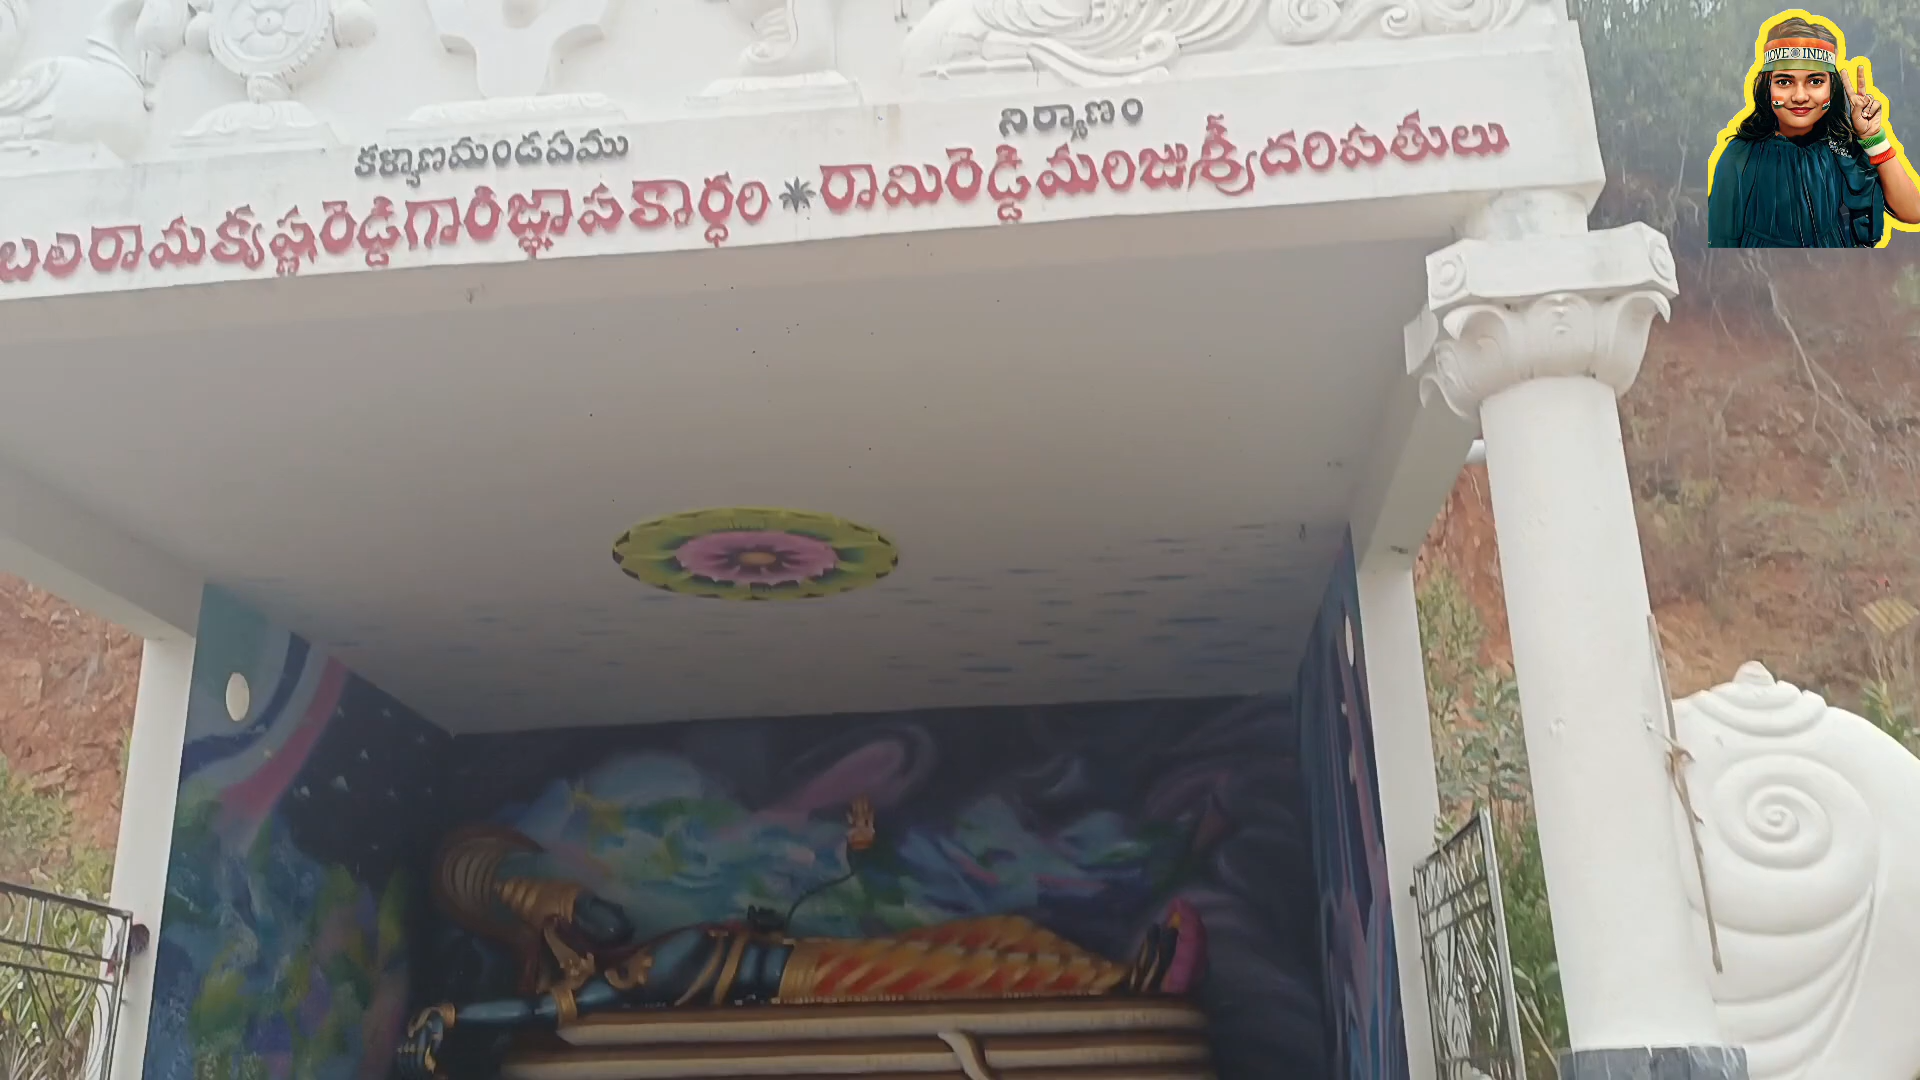 కళ్యాణమండపము
నిర్మాణం
బలరామకృష్ణరెడ్డిగారిజ్ఞాపకార్థం * రామిరెడ్డిమంజుశ్రీదంపతులు
I LOVE INDIA